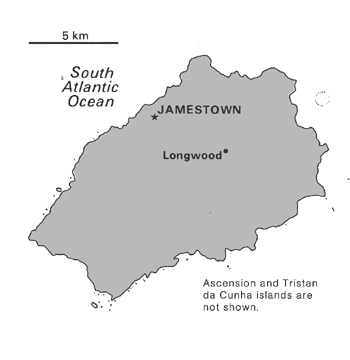 5 km
South
Atlantic
Ocean
JAMESTOWN
Longwood
Ascension and Tristan
da Cunha islands are
not shown.